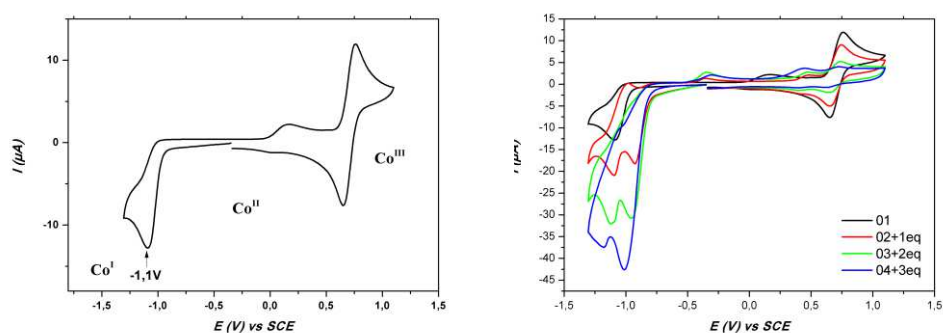 10
0
-10
I (µA)
Co^III
Co^II
Co^I
-1,1V
-1,5 -1,0 -0,5 0,0 0,5 1,0 1,5
E (V) vs SCE
15
10
5
0
-5
-10
-15
-20
-25
-30
-35
-40
-45
01
02+1eq
03+2eq
04+3eq
-1,5 -1,0 -0,5 0,0 0,5 1,0 1,5
E (V) vs SCE